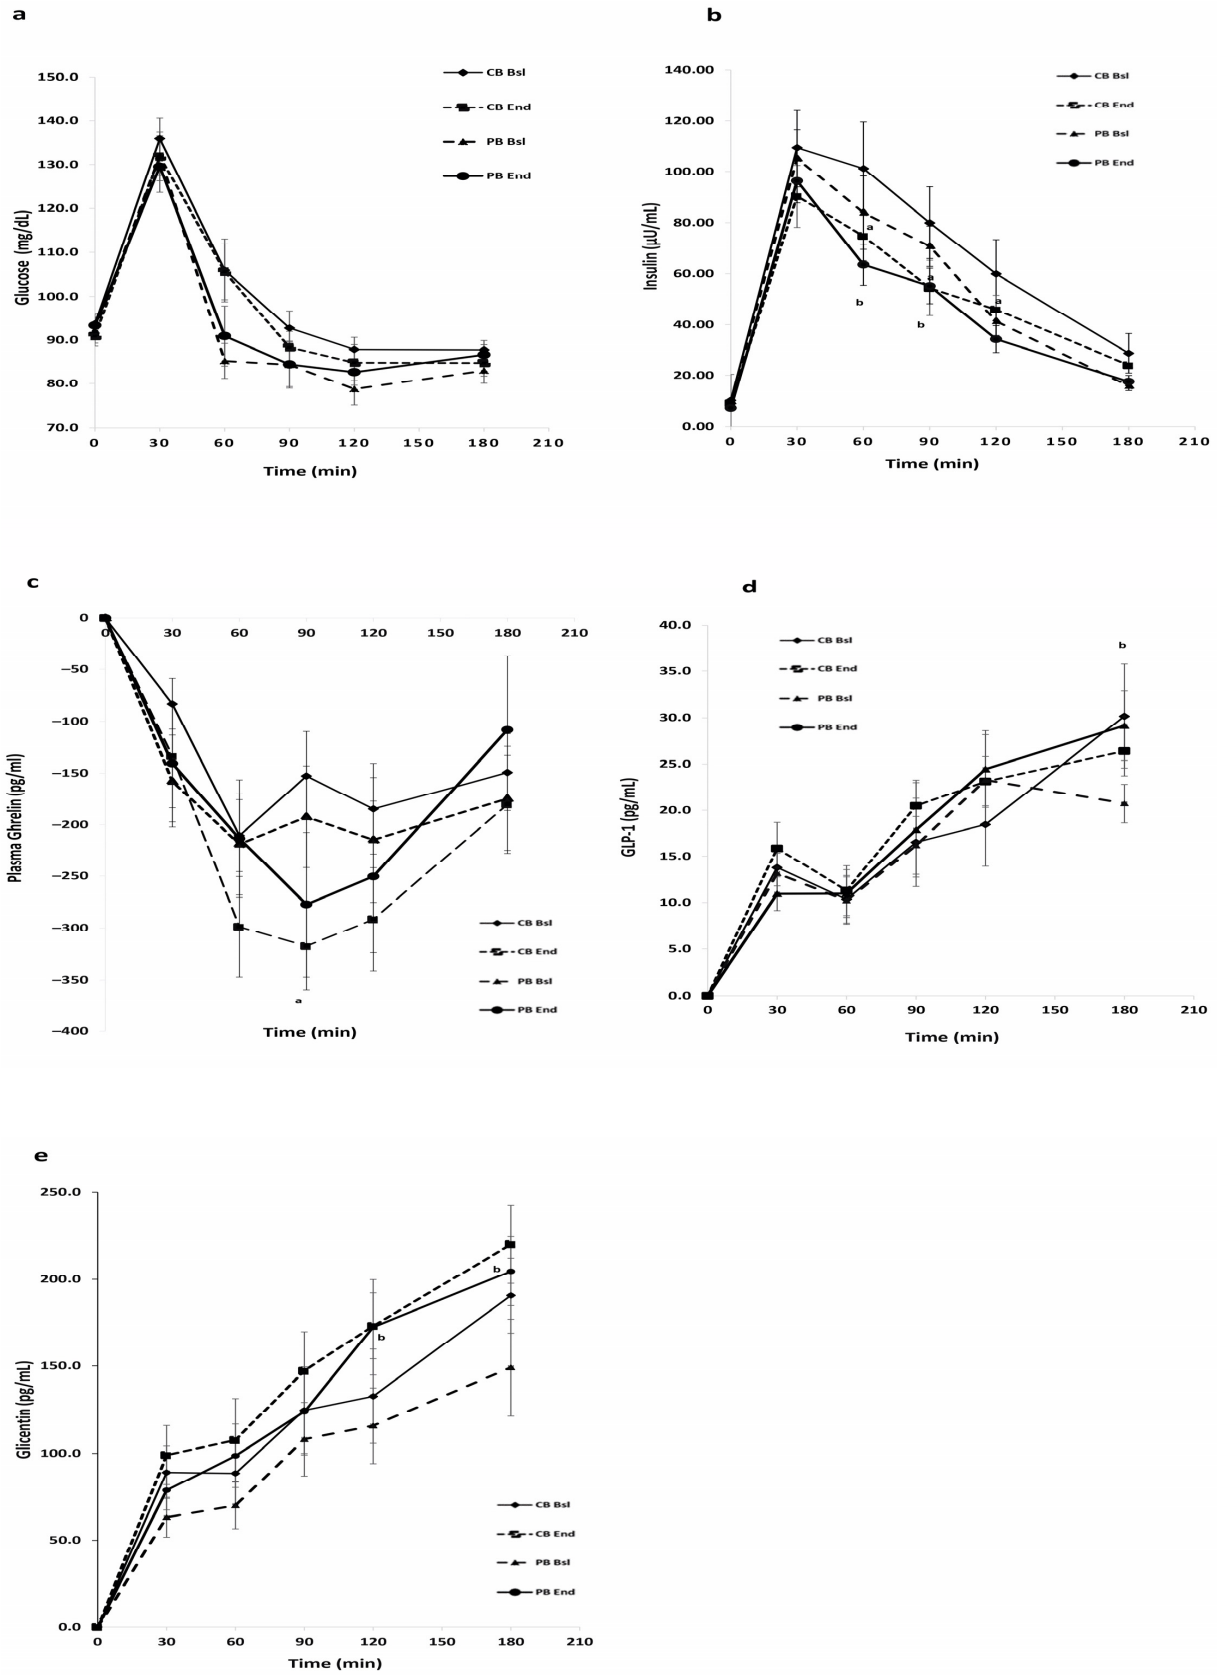 a
150.0
140.0
130.0
120.0
110.0
100.0
90.0
80.0
70.0
0 30 60 90 120 150 180 210
Glucose (mg/dL)
Time (min)
CB Bsl
CB End
PB Bsl
PB End
b
140.00
120.00
100.00
80.00
60.00
40.00
20.00
0.00
0 30 60 90 120 150 180 210
Insulin (µU/mL)
Time (min)
CB Bsl
CB End
PB Bsl
PB End
a
a
a
b
b
c
0
−50
−100
−150
−200
−250
−300
−350
−400
0 30 60 90 120 150 180 210
Plasma Ghrelin (pg/ml)
Time (min)
CB Bsl
CB End
PB Bsl
PB End
a
d
40.0
35.0
30.0
25.0
20.0
15.0
10.0
5.0
0.0
0 30 60 90 120 150 180 210
GLP-1 (pg/mL)
Time (min)
CB Bsl
CB End
PB Bsl
PB End
b
e
250.0
200.0
150.0
100.0
50.0
0.0
0 30 60 90 120 150 180 210
Glicentin (pg/mL)
Time (min)
CB Bsl
CB End
PB Bsl
PB End
b
b